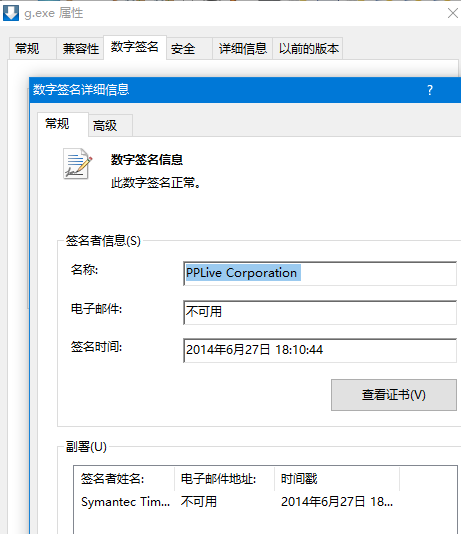 g.exe 属性
常规 兼容性 数字签名 安全 详细信息 以前的版本
数字签名详细信息 ?
常规 高级
数字签名信息
此数字签名正常。
签名者信息(S)
名称: PPLive Corporation
电子邮件: 不可用
签名时间: 2014年6月27日 18:10:44
查看证书(V)
副署(U)
签名者姓名: 电子邮件地址: 时间戳
Symantec Tim... 不可用 2014年6月27日 18...